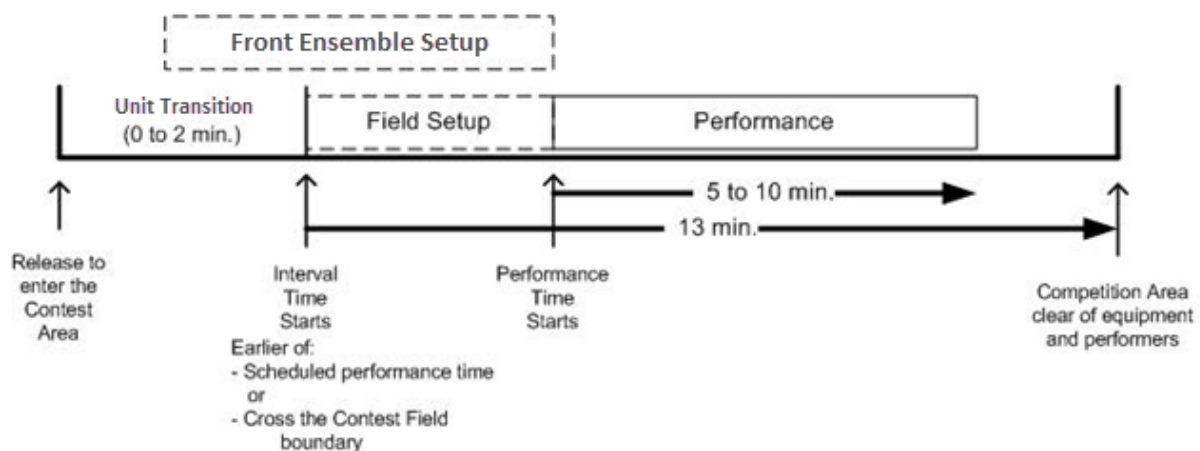 Front Ensemble Setup
Unit Transition
(0 to 2 min.)
Field Setup
Performance
5 to 10 min.
13 min.
Release to
enter the
Contest
Area
Interval
Time
Starts
Earlier of:
- Scheduled performance time
or
- Cross the Contest Field
boundary
Performance
Time
Starts
Competition Area
clear of equipment
and performers